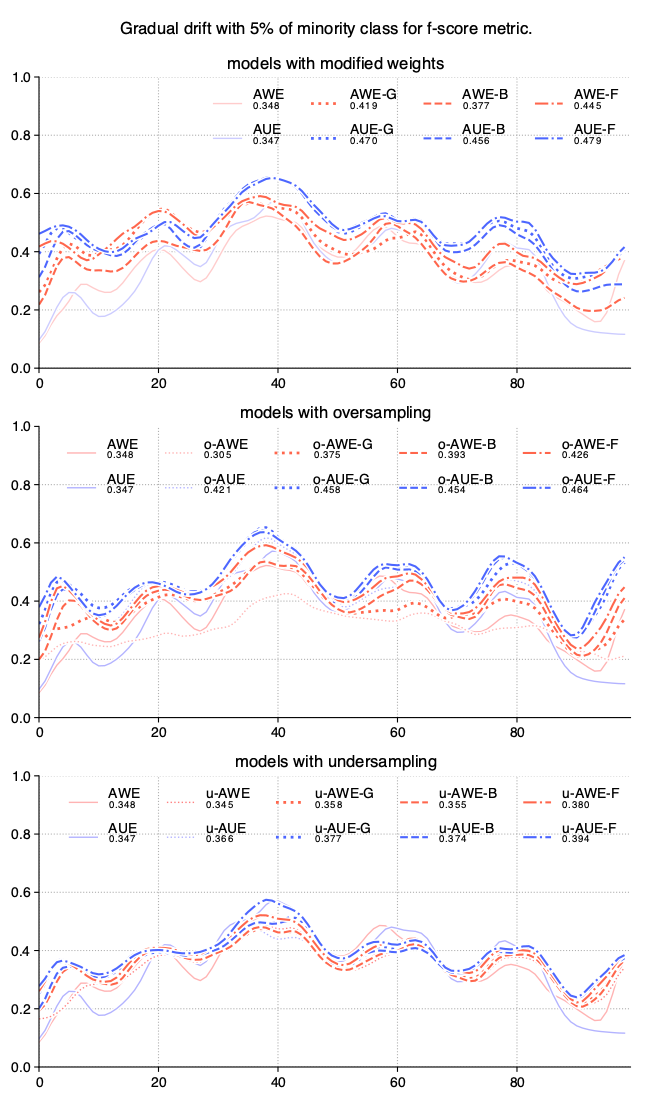 Gradual drift with 5% of minority class for f-score metric.
models with modified weights
1.0
AWE AWE-G AWE-B AWE-F
0.348 0.419 0.377 0.445
AUE AUE-G AUE-B AUE-F
0.347 0.470 0.456 0.479
0.8
0.6
0.4
0.2
0.0
0 20 40 60 80
models with oversampling
1.0
AWE o-AWE o-AWE-G o-AWE-B o-AWE-F
0.348 0.305 0.375 0.393 0.426
AUE o-AUE o-AUE-G o-AUE-B o-AUE-F
0.347 0.421 0.458 0.454 0.464
0.8
0.6
0.4
0.2
0.0
0 20 40 60 80
models with undersampling
1.0
AWE u-AWE u-AWE-G u-AWE-B u-AWE-F
0.348 0.345 0.358 0.355 0.380
AUE u-AUE u-AUE-G u-AUE-B u-AUE-F
0.347 0.366 0.377 0.374 0.394
0.8
0.6
0.4
0.2
0.0
0 20 40 60 80